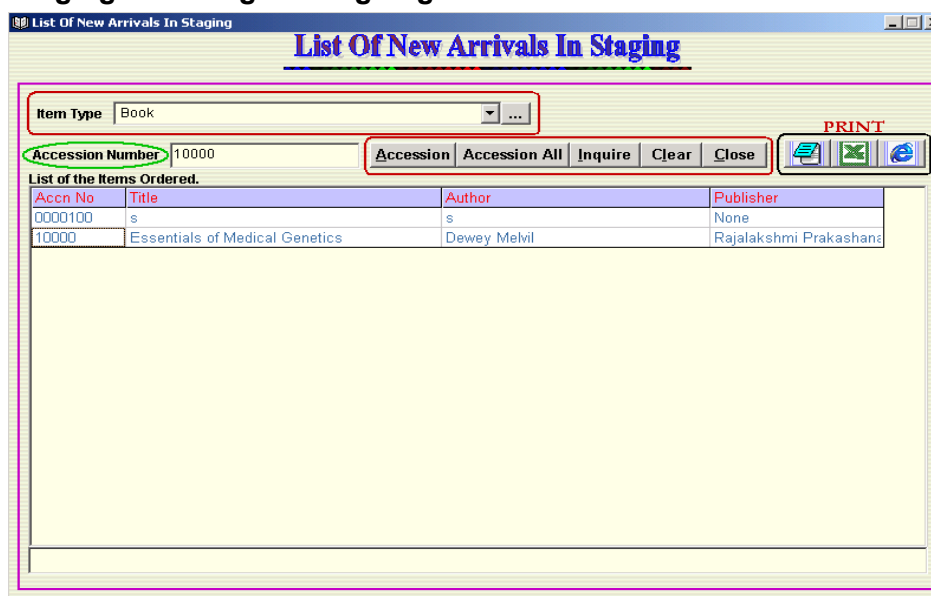 List Of New Arrivals In Staging
List Of New Arrivals In Staging
Item Type Book ...
PRINT
Accession Number 10000 Accession Accession All Inquire Clear Close
List of the Items Ordered.
Accn No Title Author Publisher
0000100 s s None
10000 Essentials of Medical Genetics Dewey Melvil Rajalakshmi Prakashana